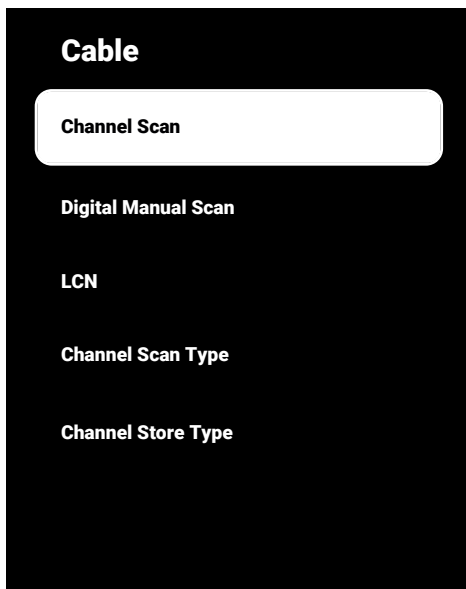 Cable
Channel Scan
Digital Manual Scan
LCN
Channel Scan Type
Channel Store Type